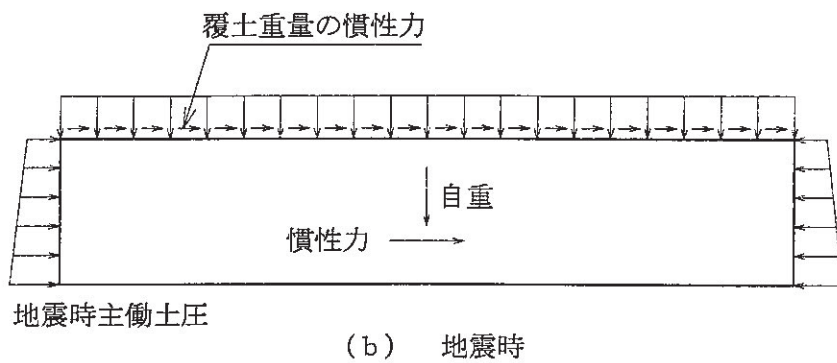 覆土重量の慣性力
自重
慣性力
地震時主働土圧
(b) 地震時